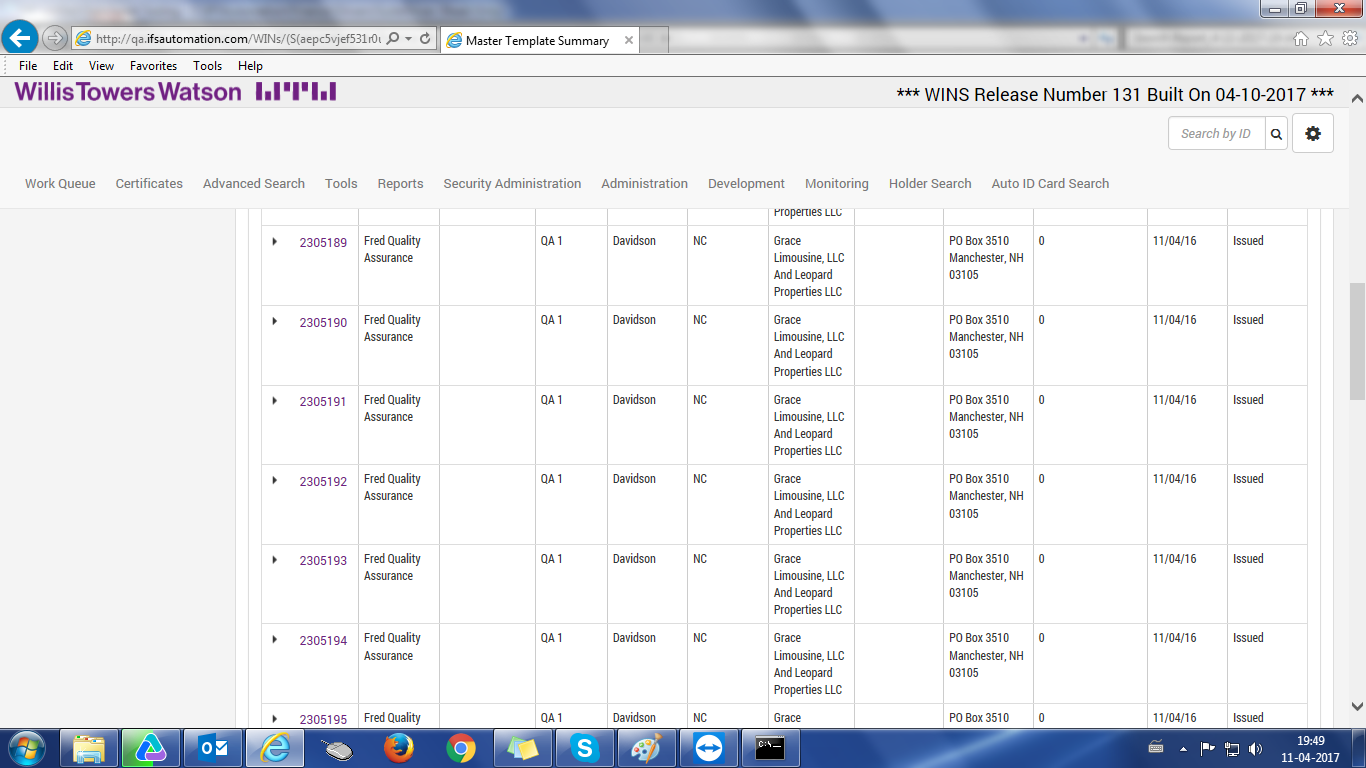 http://qa.ifsautomation.com/WINs/(S(aepc5vjef531r0u
Master Template Summary
File Edit View Favorites Tools Help
WillisTowersWatson
*** WINS Release Number 131 Built On 04-10-2017 ***
Search by ID
Work Queue Certificates Advanced Search Tools Reports Security Administration Administration Development Monitoring Holder Search Auto ID Card Search
Properties LLC
2305189 Fred Quality QA 1 Davidson NC Grace PO Box 3510 0 11/04/16 Issued
Assurance Limousine, LLC Manchester, NH
And Leopard 03105
Properties LLC
2305190 Fred Quality QA 1 Davidson NC Grace PO Box 3510 0 11/04/16 Issued
Assurance Limousine, LLC Manchester, NH
And Leopard 03105
Properties LLC
2305191 Fred Quality QA 1 Davidson NC Grace PO Box 3510 0 11/04/16 Issued
Assurance Limousine, LLC Manchester, NH
And Leopard 03105
Properties LLC
2305192 Fred Quality QA 1 Davidson NC Grace PO Box 3510 0 11/04/16 Issued
Assurance Limousine, LLC Manchester, NH
And Leopard 03105
Properties LLC
2305193 Fred Quality QA 1 Davidson NC Grace PO Box 3510 0 11/04/16 Issued
Assurance Limousine, LLC Manchester, NH
And Leopard 03105
Properties LLC
2305194 Fred Quality QA 1 Davidson NC Grace PO Box 3510 0 11/04/16 Issued
Assurance Limousine, LLC Manchester, NH
And Leopard 03105
Properties LLC
2305195 Fred Quality QA 1 Davidson NC Grace PO Box 3510 0 11/04/16 Issued
19:49
11-04-2017